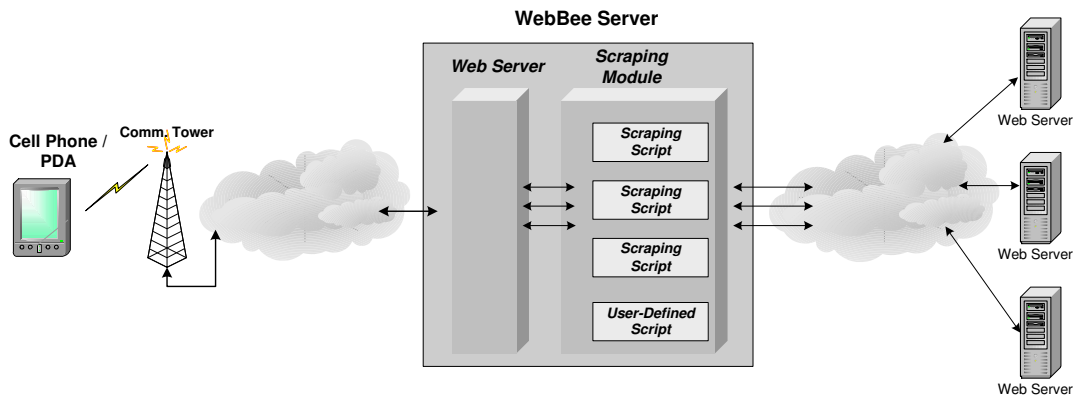 WebBee Server
Web Server
Scraping
Module
Cell Phone /
PDA
Comm. Tower
Scraping
Script
Scraping
Script
Scraping
Script
User-Defined
Script
Web Server
Web Server
Web Server